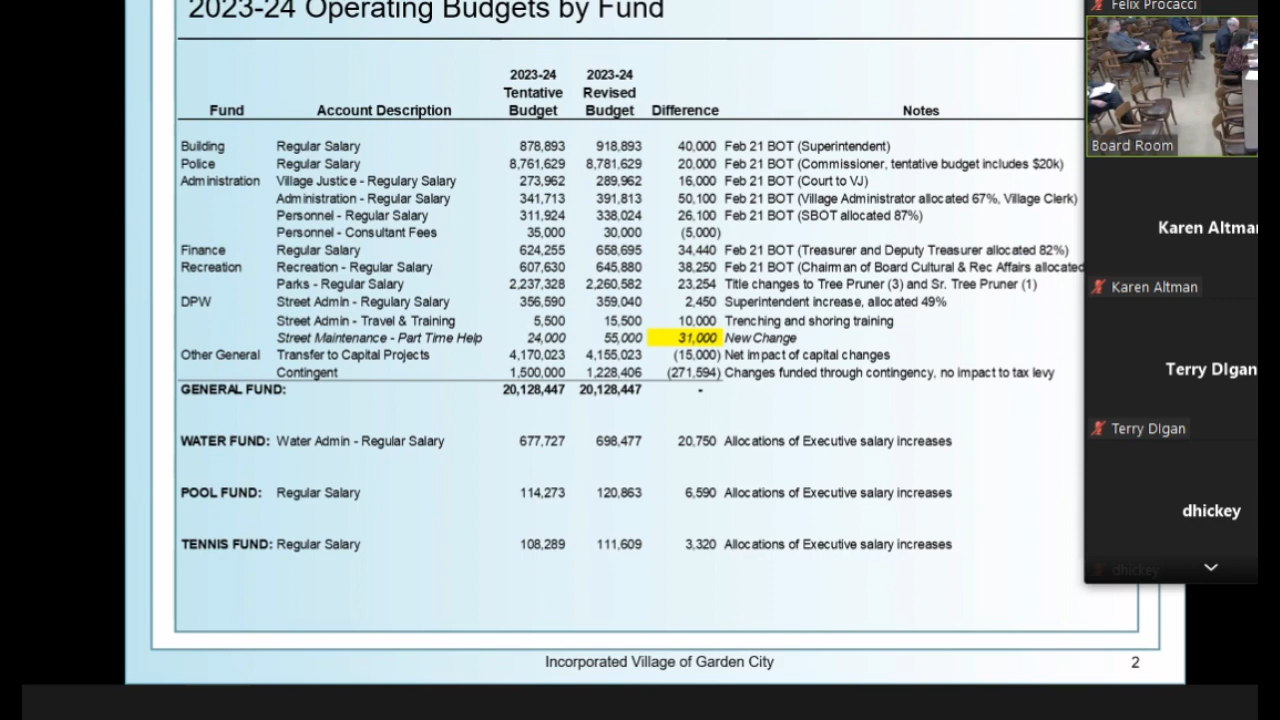 2023-24 Operating Budgets by Fund
Fund Account Description 2023-24 Tentative Budget 2023-24 Revised Budget Difference Notes
Building Regular Salary 878,893 918,893 40,000 Feb 21 BOT (Superintendent)
Police Regular Salary 8,761,629 8,781,629 20,000 Feb 21 BOT (Commissioner, tentative budget includes $20k)
Administration Village Justice - Regulary Salary 273,962 289,962 16,000 Feb 21 BOT (Court to VJ)
Administration - Regular Salary 341,713 391,813 50,100 Feb 21 BOT (Village Administrator allocated 67%, Village Clerk)
Personnel - Regular Salary 311,924 338,024 26,100 Feb 21 BOT (SBOT allocated 87%)
Personnel - Consultant Fees 35,000 30,000 (5,000)
Finance Regular Salary 624,255 658,695 34,440 Feb 21 BOT (Treasurer and Deputy Treasurer allocated 82%)
Recreation Recreation - Regular Salary 607,630 645,880 38,250 Feb 21 BOT (Chairman of Board Cultural & Rec Affairs allocated
Parks - Regular Salary 2,237,328 2,260,582 23,254 Title changes to Tree Pruner (3) and Sr. Tree Pruner (1)
DPW Street Admin - Regulary Salary 356,590 359,040 2,450 Superintendent increase, allocated 49%
Street Admin - Travel & Training 5,500 15,500 10,000 Trenching and shoring training
Street Maintenance - Part Time Help 24,000 55,000 31,000 New Change
Other General Transfer to Capital Projects 4,170,023 4,155,023 (15,000) Net impact of capital changes
Contingent 1,500,000 1,228,406 (271,594) Changes funded through contingency, no impact to tax levy
GENERAL FUND: 20,128,447 20,128,447 -
WATER FUND: Water Admin - Regular Salary 677,727 698,477 20,750 Allocations of Executive salary increases
POOL FUND: Regular Salary 114,273 120,863 6,590 Allocations of Executive salary increases
TENNIS FUND: Regular Salary 108,289 111,609 3,320 Allocations of Executive salary increases
Incorporated Village of Garden City 2
Felix Procacci
Board Room
Karen Altma
Karen Altman
Terry DIgan
Terry DIgan
dhickey
dhickey